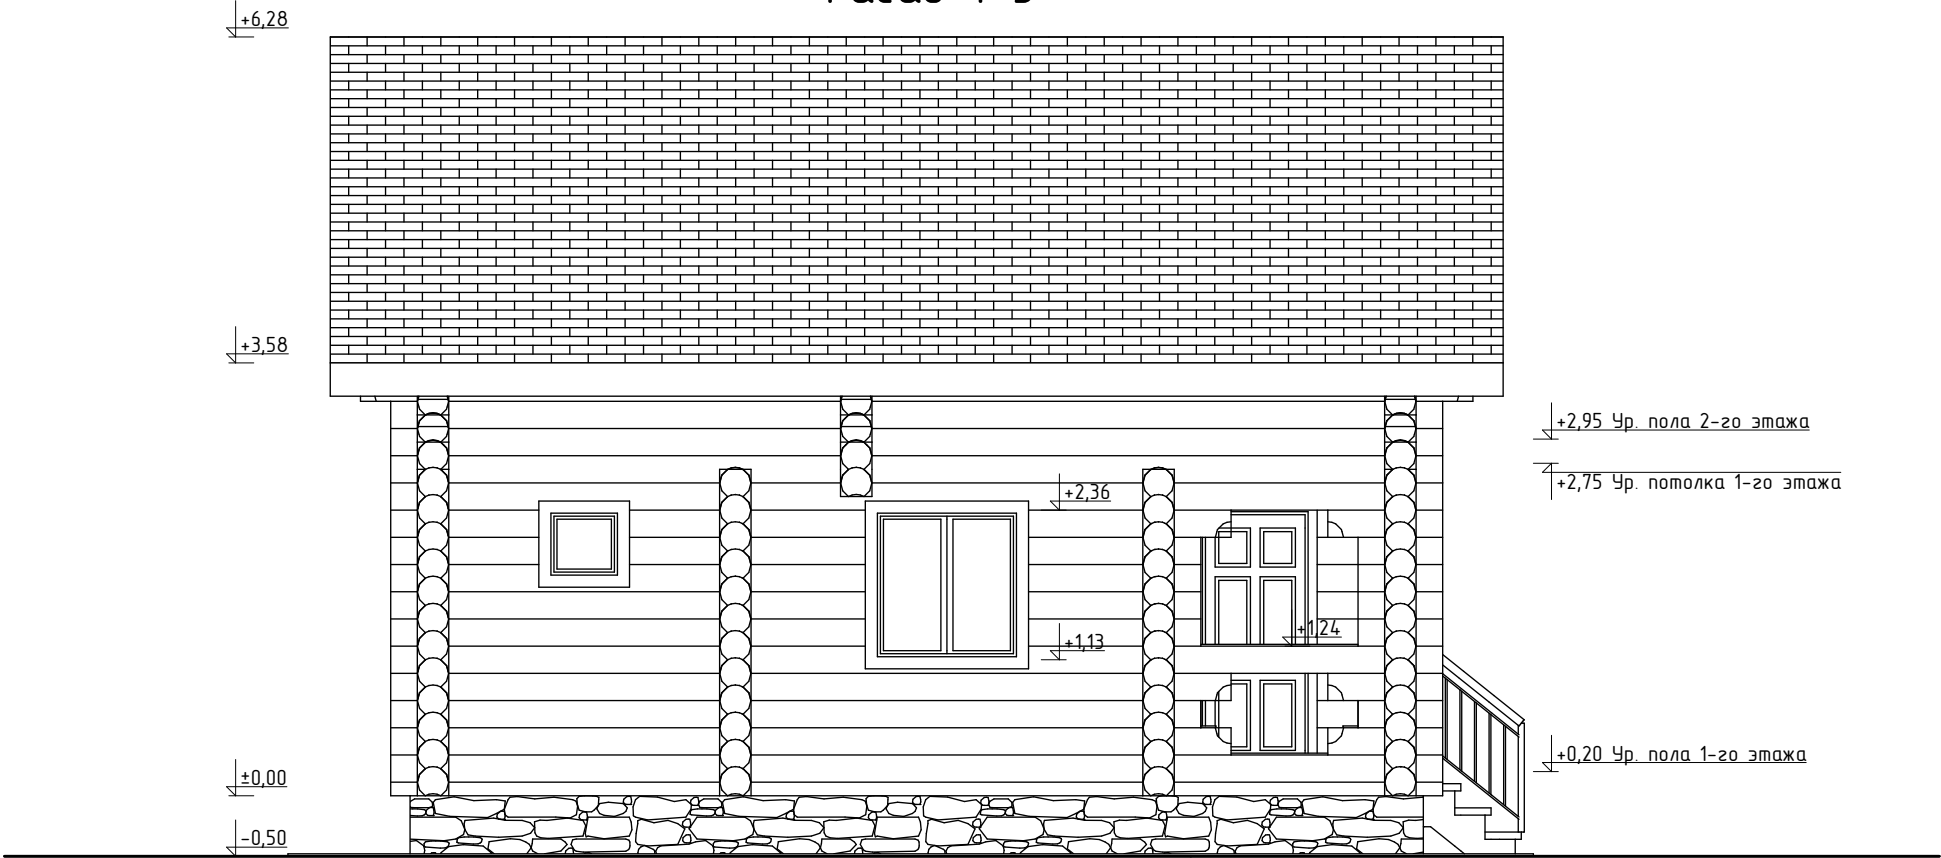 +6,28
+3,58
+2,95 Ур. пола 2-го этажа
+2,75 Ур. потолка 1-го этажа
+2,36
+1,24
+1,13
+0,20 Ур. пола 1-го этажа
±0,00
-0,50